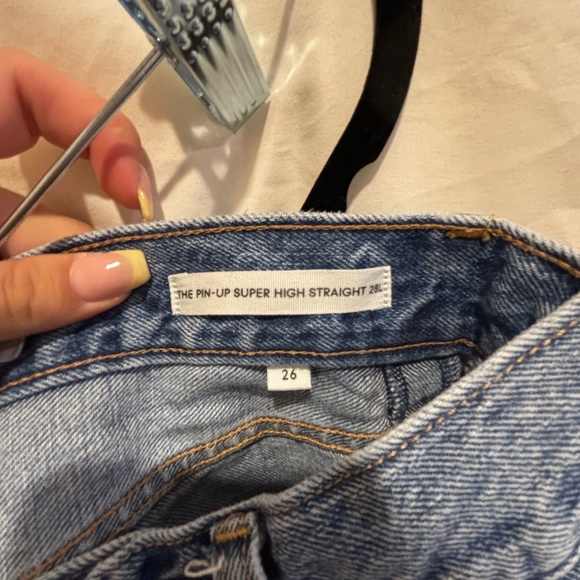 THE PIN-UP SUPER HIGH STRAIGHT 28L
26